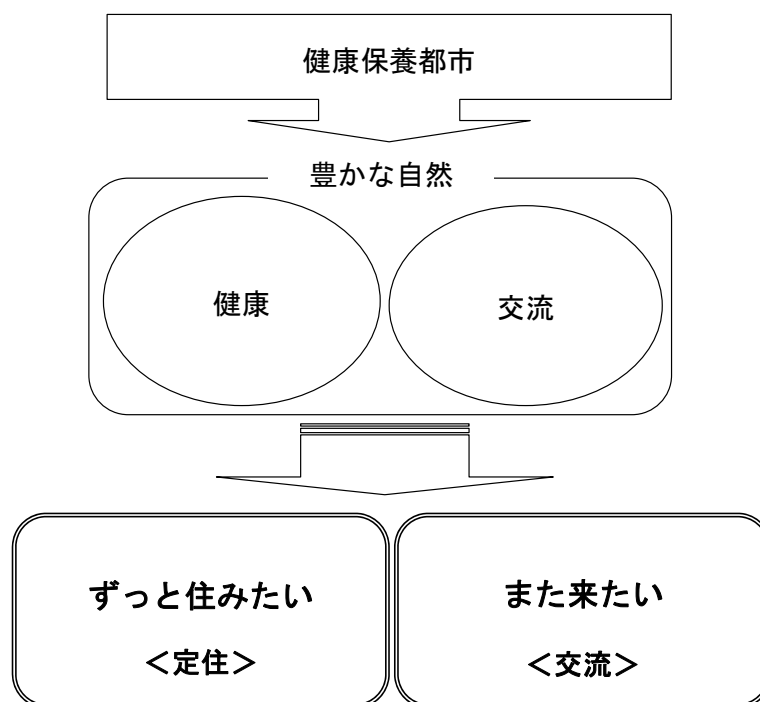 健康保養都市
豊かな自然
健康
交流
ずっと住みたい
＜定住＞
また来たい
＜交流＞